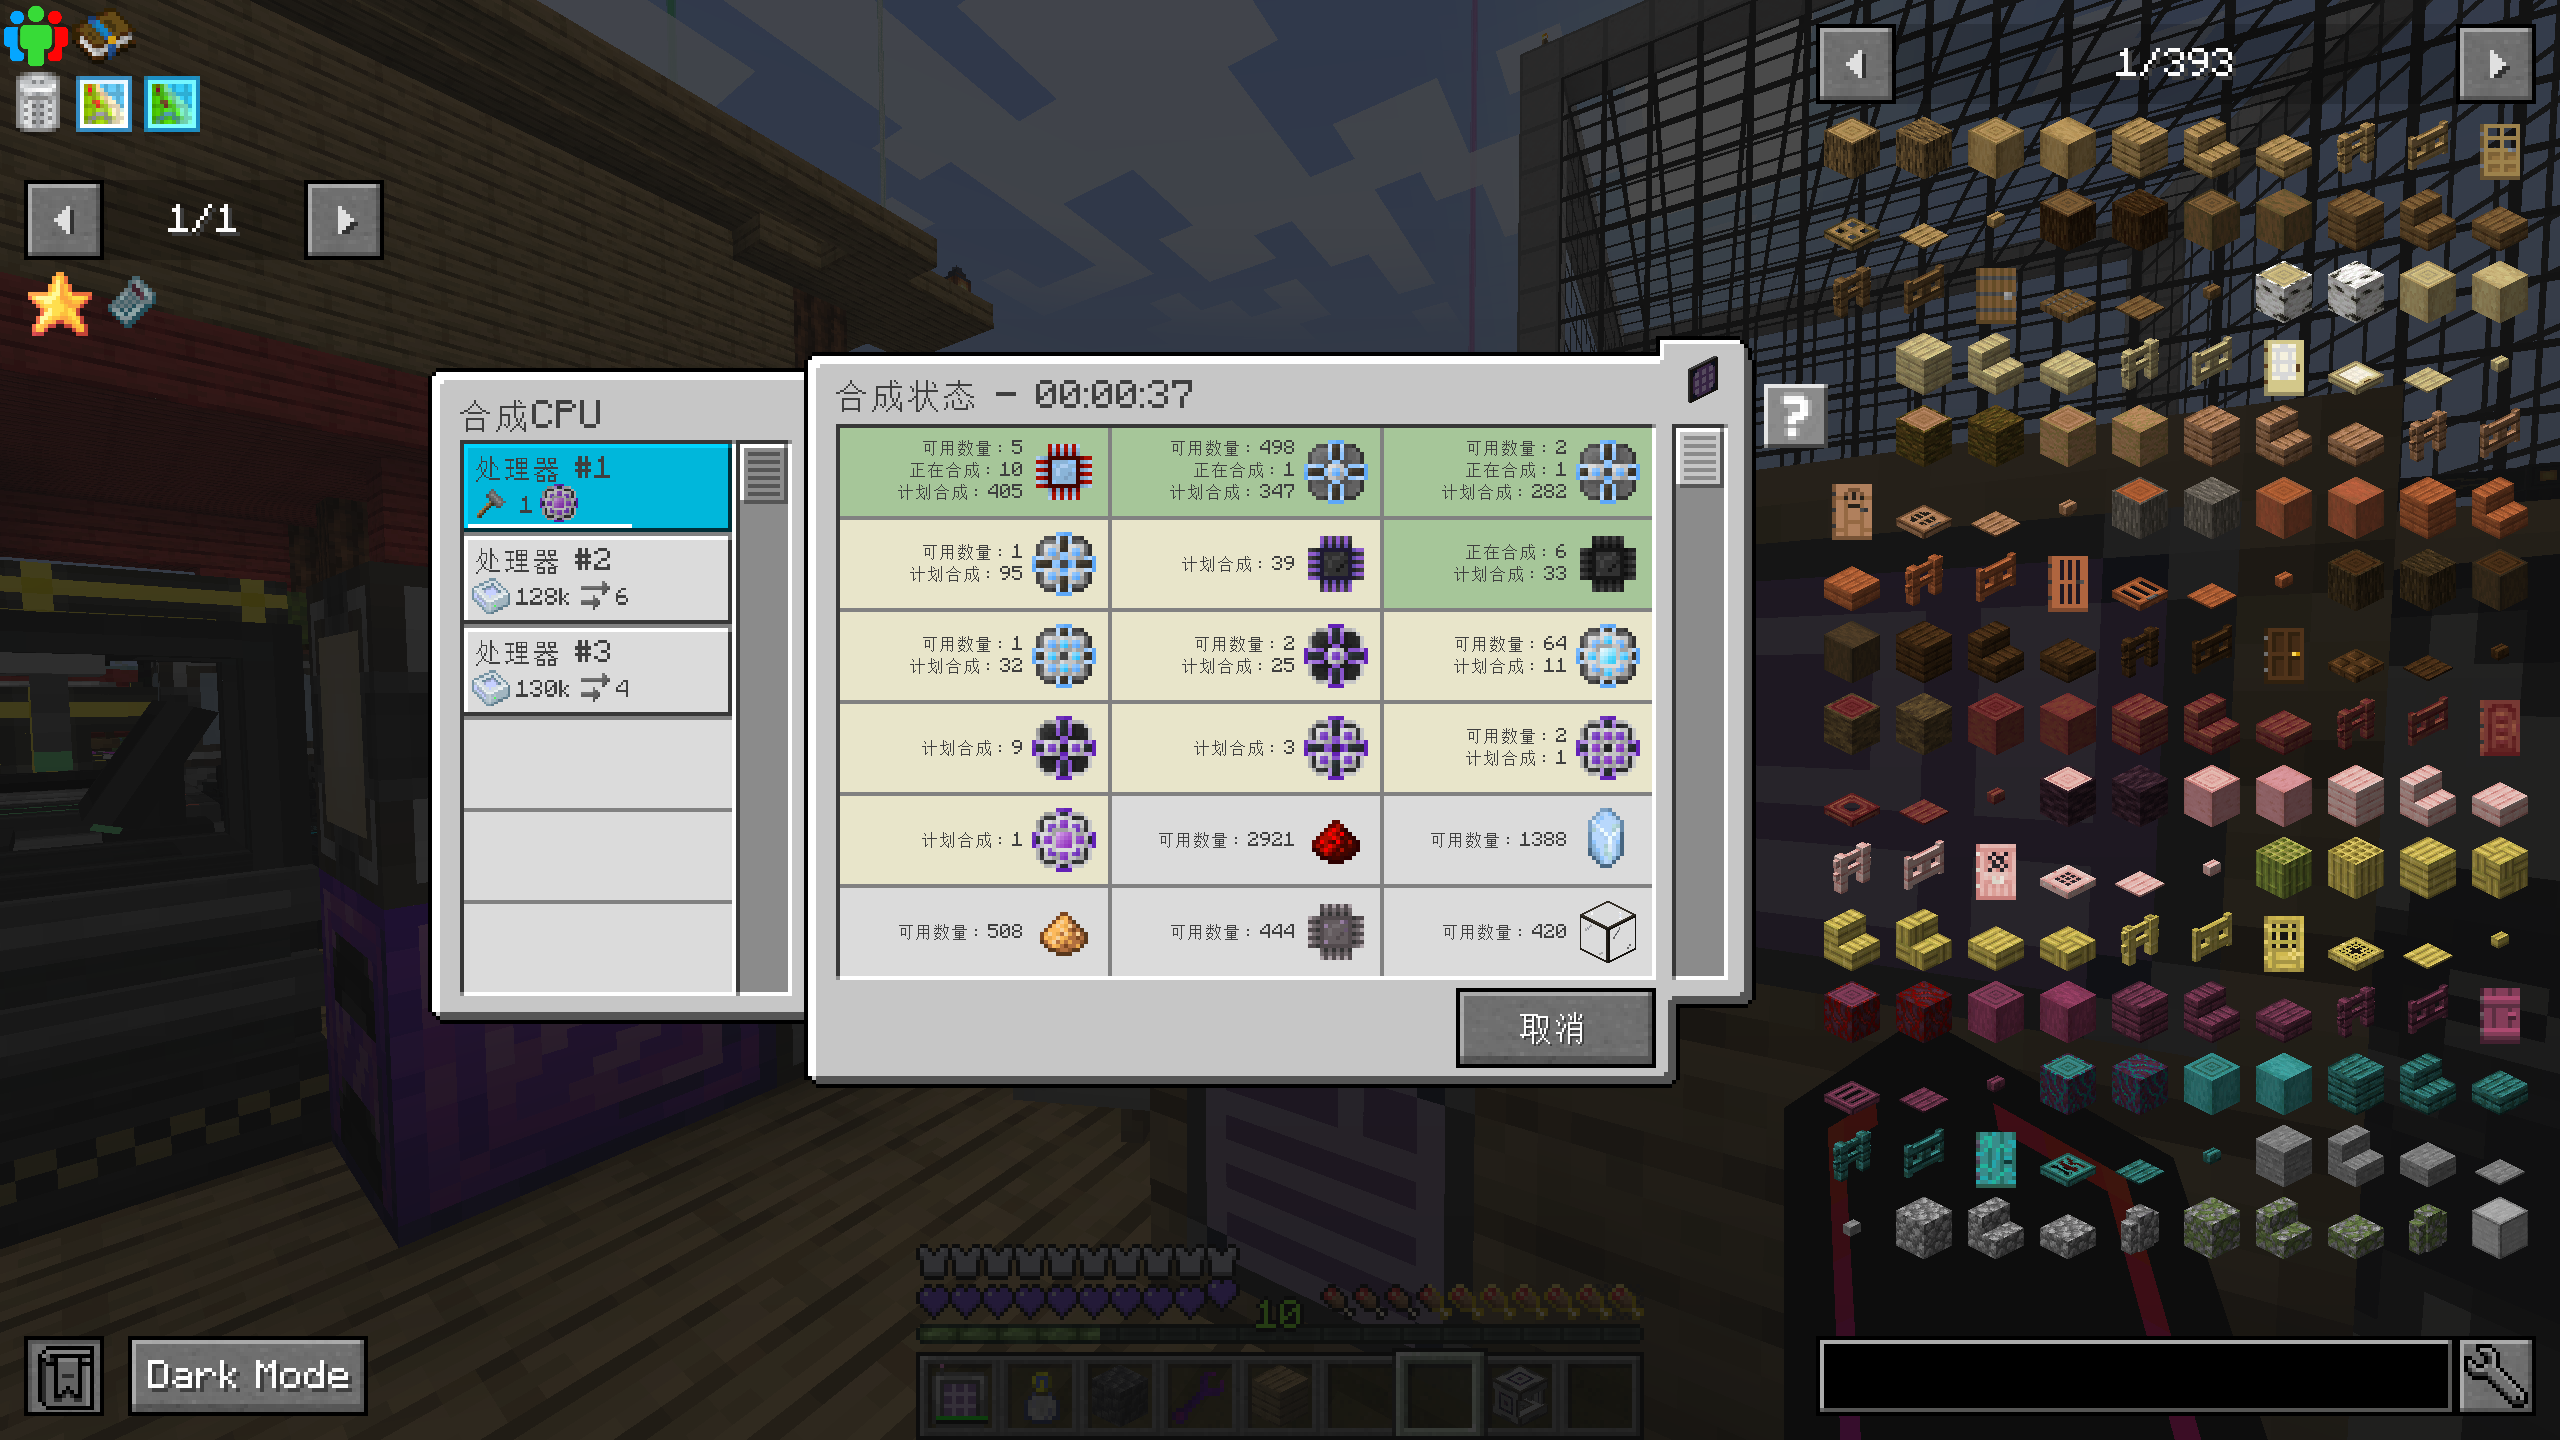 1/393
1/1
合成CPU
处理器 #1
1
处理器 #2
128k 6
处理器 #3
130k 4
合成状态 - 00:00:37
可用数量：5
正在合成：10
计划合成：405
可用数量：498
正在合成：1
计划合成：347
可用数量：2
正在合成：1
计划合成：282
可用数量：1
计划合成：95
计划合成：39
正在合成：6
计划合成：33
可用数量：1
计划合成：32
可用数量：2
计划合成：25
可用数量：64
计划合成：11
计划合成：9
计划合成：3
可用数量：2
计划合成：1
计划合成：1
可用数量：2921
可用数量：1388
可用数量：508
可用数量：444
可用数量：420
取消
?
10
Dark Mode